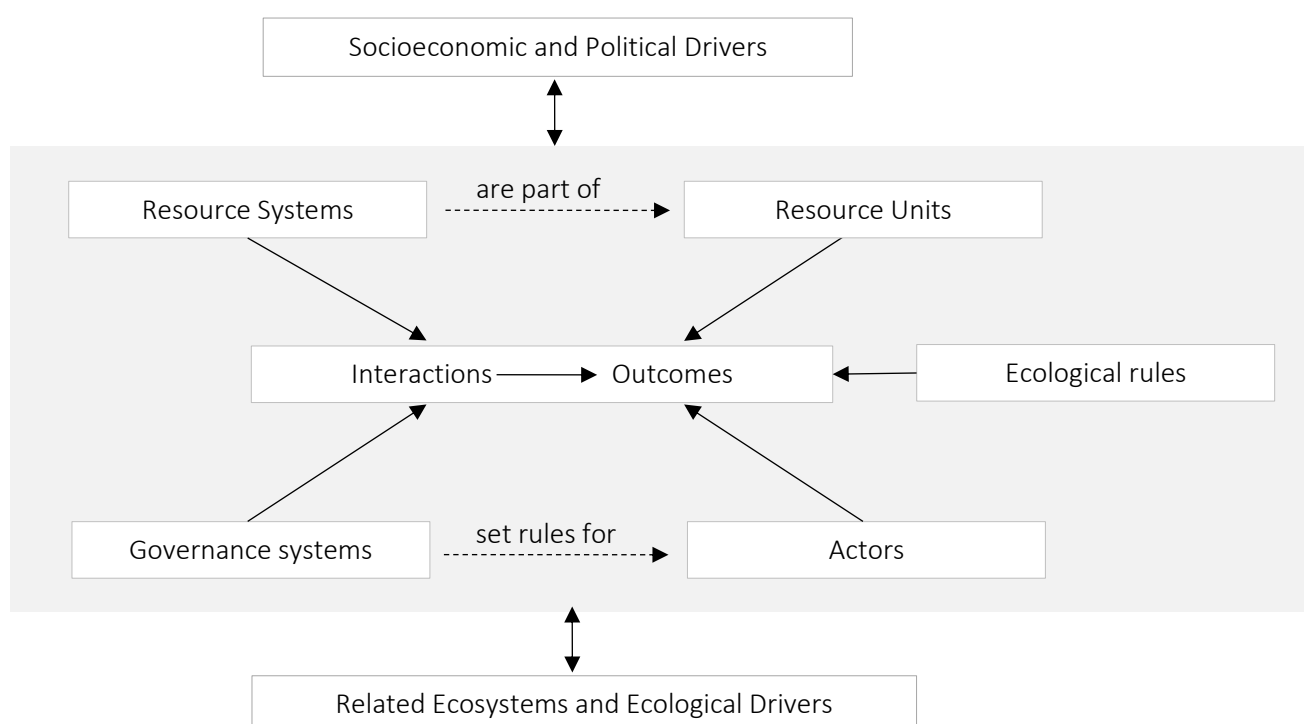 Socioeconomic and Political Drivers
are part of
Resource Systems
Resource Units
Interactions
Outcomes
Ecological rules
set rules for
Governance systems
Actors
Related Ecosystems and Ecological Drivers